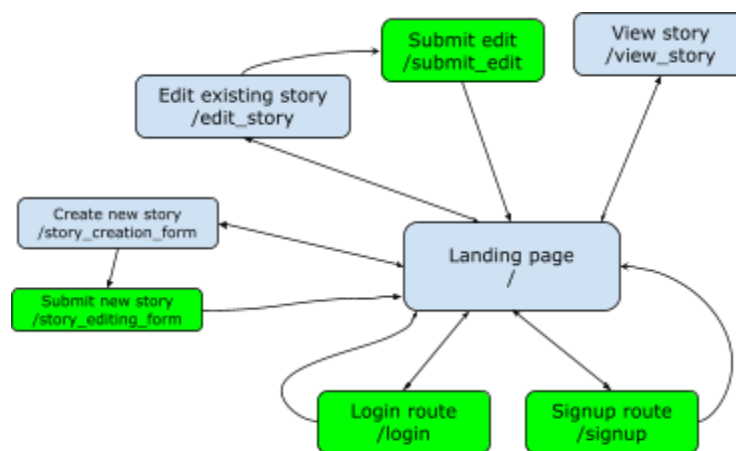 Submit edit
/submit_edit
View story
/view_story
Edit existing story
/edit_story
Create new story
/story_creation_form
Landing page
/
Submit new story
/story_editing_form
Login route
/login
Signup route
/signup